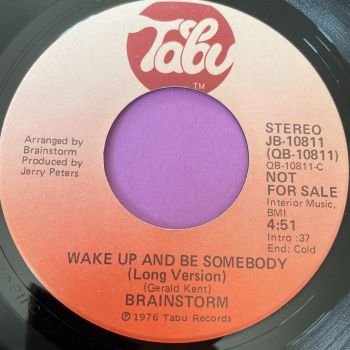 Tabu
TM
Arranged by
Brainstorm
Produced by
Jerry Peters
STEREO
JB-10811
(QB-10811)
QB-10811-C
NOT
FOR SALE
Interior Music,
BMI
4:51
Intro :37
End: Cold
WAKE UP AND BE SOMEBODY
(Long Version)
(Gerald Kent)
BRAINSTORM
℗ 1976 Tabu Records